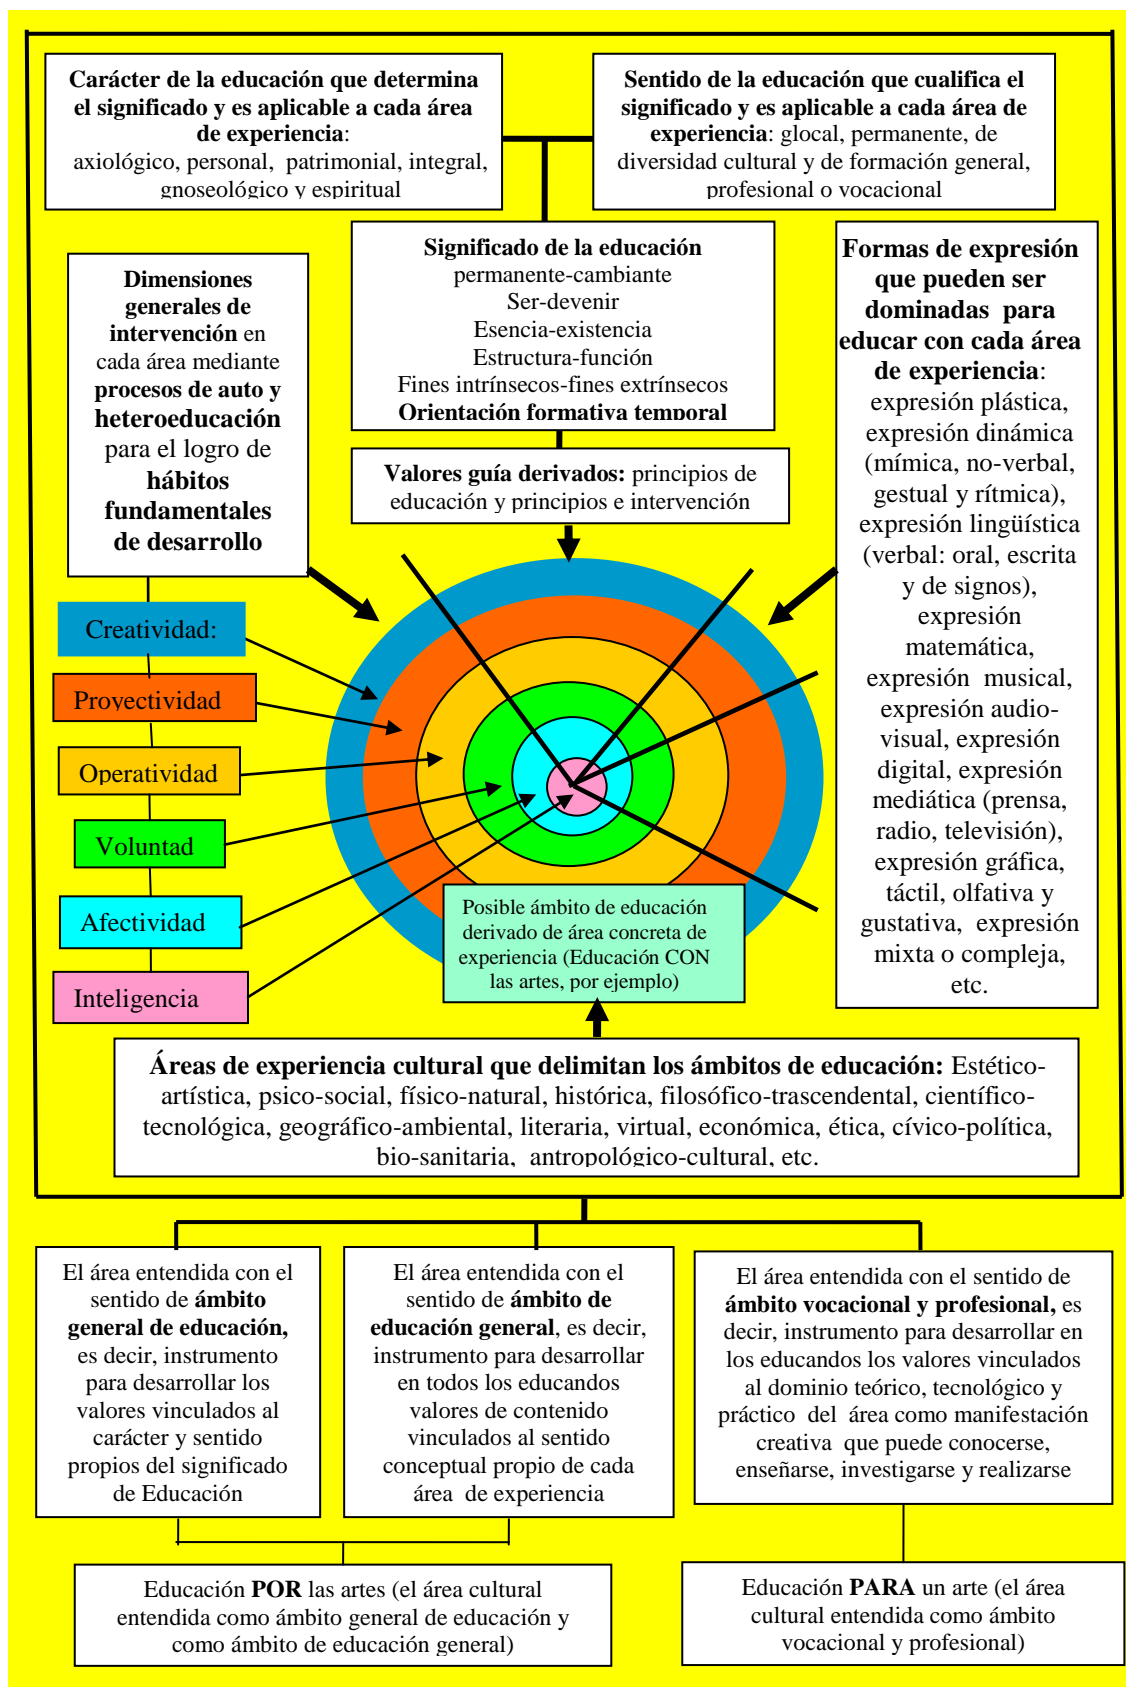 Carácter de la educación que determina
el significado y es aplicable a cada área
de experiencia:
axiológico, personal, patrimonial, integral,
gnoseológico y espiritual
Sentido de la educación que cualifica el
significado y es aplicable a cada área de
experiencia: glocal, permanente, de
diversidad cultural y de formación general,
profesional o vocacional
Significado de la educación
permanente-cambiante
Ser-devenir
Esencia-existencia
Estructura-función
Fines intrínsecos-fines extrínsecos
Orientación formativa temporal
Dimensiones
generales de
intervención en
cada área mediante
procesos de auto y
heteroeducación
para el logro de
hábitos
fundamentales
de desarrollo
Formas de expresión
que pueden ser
dominadas para
educar con cada área
de experiencia:
expresión plástica,
expresión dinámica
(mímica, no-verbal,
gestual y rítmica),
expresión lingüística
(verbal: oral, escrita
y de signos),
expresión
matemática,
expresión musical,
expresión audio-
visual, expresión
digital, expresión
mediática (prensa,
radio, televisión),
expresión gráfica,
táctil, olfativa y
gustativa, expresión
mixta o compleja,
etc.
Valores guía derivados: principios de
educación y principios e intervención
Creatividad:
Proyectividad
Operatividad
Voluntad
Afectividad
Inteligencia
Posible ámbito de educación
derivado de área concreta de
experiencia (Educación CON
las artes, por ejemplo)
Áreas de experiencia cultural que delimitan los ámbitos de educación: Estético-
artística, psico-social, físico-natural, histórica, filosófico-trascendental, científico-
tecnológica, geográfico-ambiental, literaria, virtual, económica, ética, cívico-política,
bio-sanitaria, antropológico-cultural, etc.
El área entendida con el
sentido de ámbito
general de educación,
es decir, instrumento
para desarrollar los
valores vinculados al
carácter y sentido
propios del significado
de Educación
El área entendida con el
sentido de ámbito de
educación general, es decir,
instrumento para desarrollar
en todos los educandos
valores de contenido
vinculados al sentido
conceptual propio de cada
área de experiencia
El área entendida con el sentido de
ámbito vocacional y profesional, es
decir, instrumento para desarrollar en
los educandos los valores vinculados
al dominio teórico, tecnológico y
práctico del área como manifestación
creativa que puede conocerse,
enseñarse, investigarse y realizarse
Educación POR las artes (el área cultural
entendida como ámbito general de educación y
como ámbito de educación general)
Educación PARA un arte (el área
cultural entendida como ámbito
vocacional y profesional)